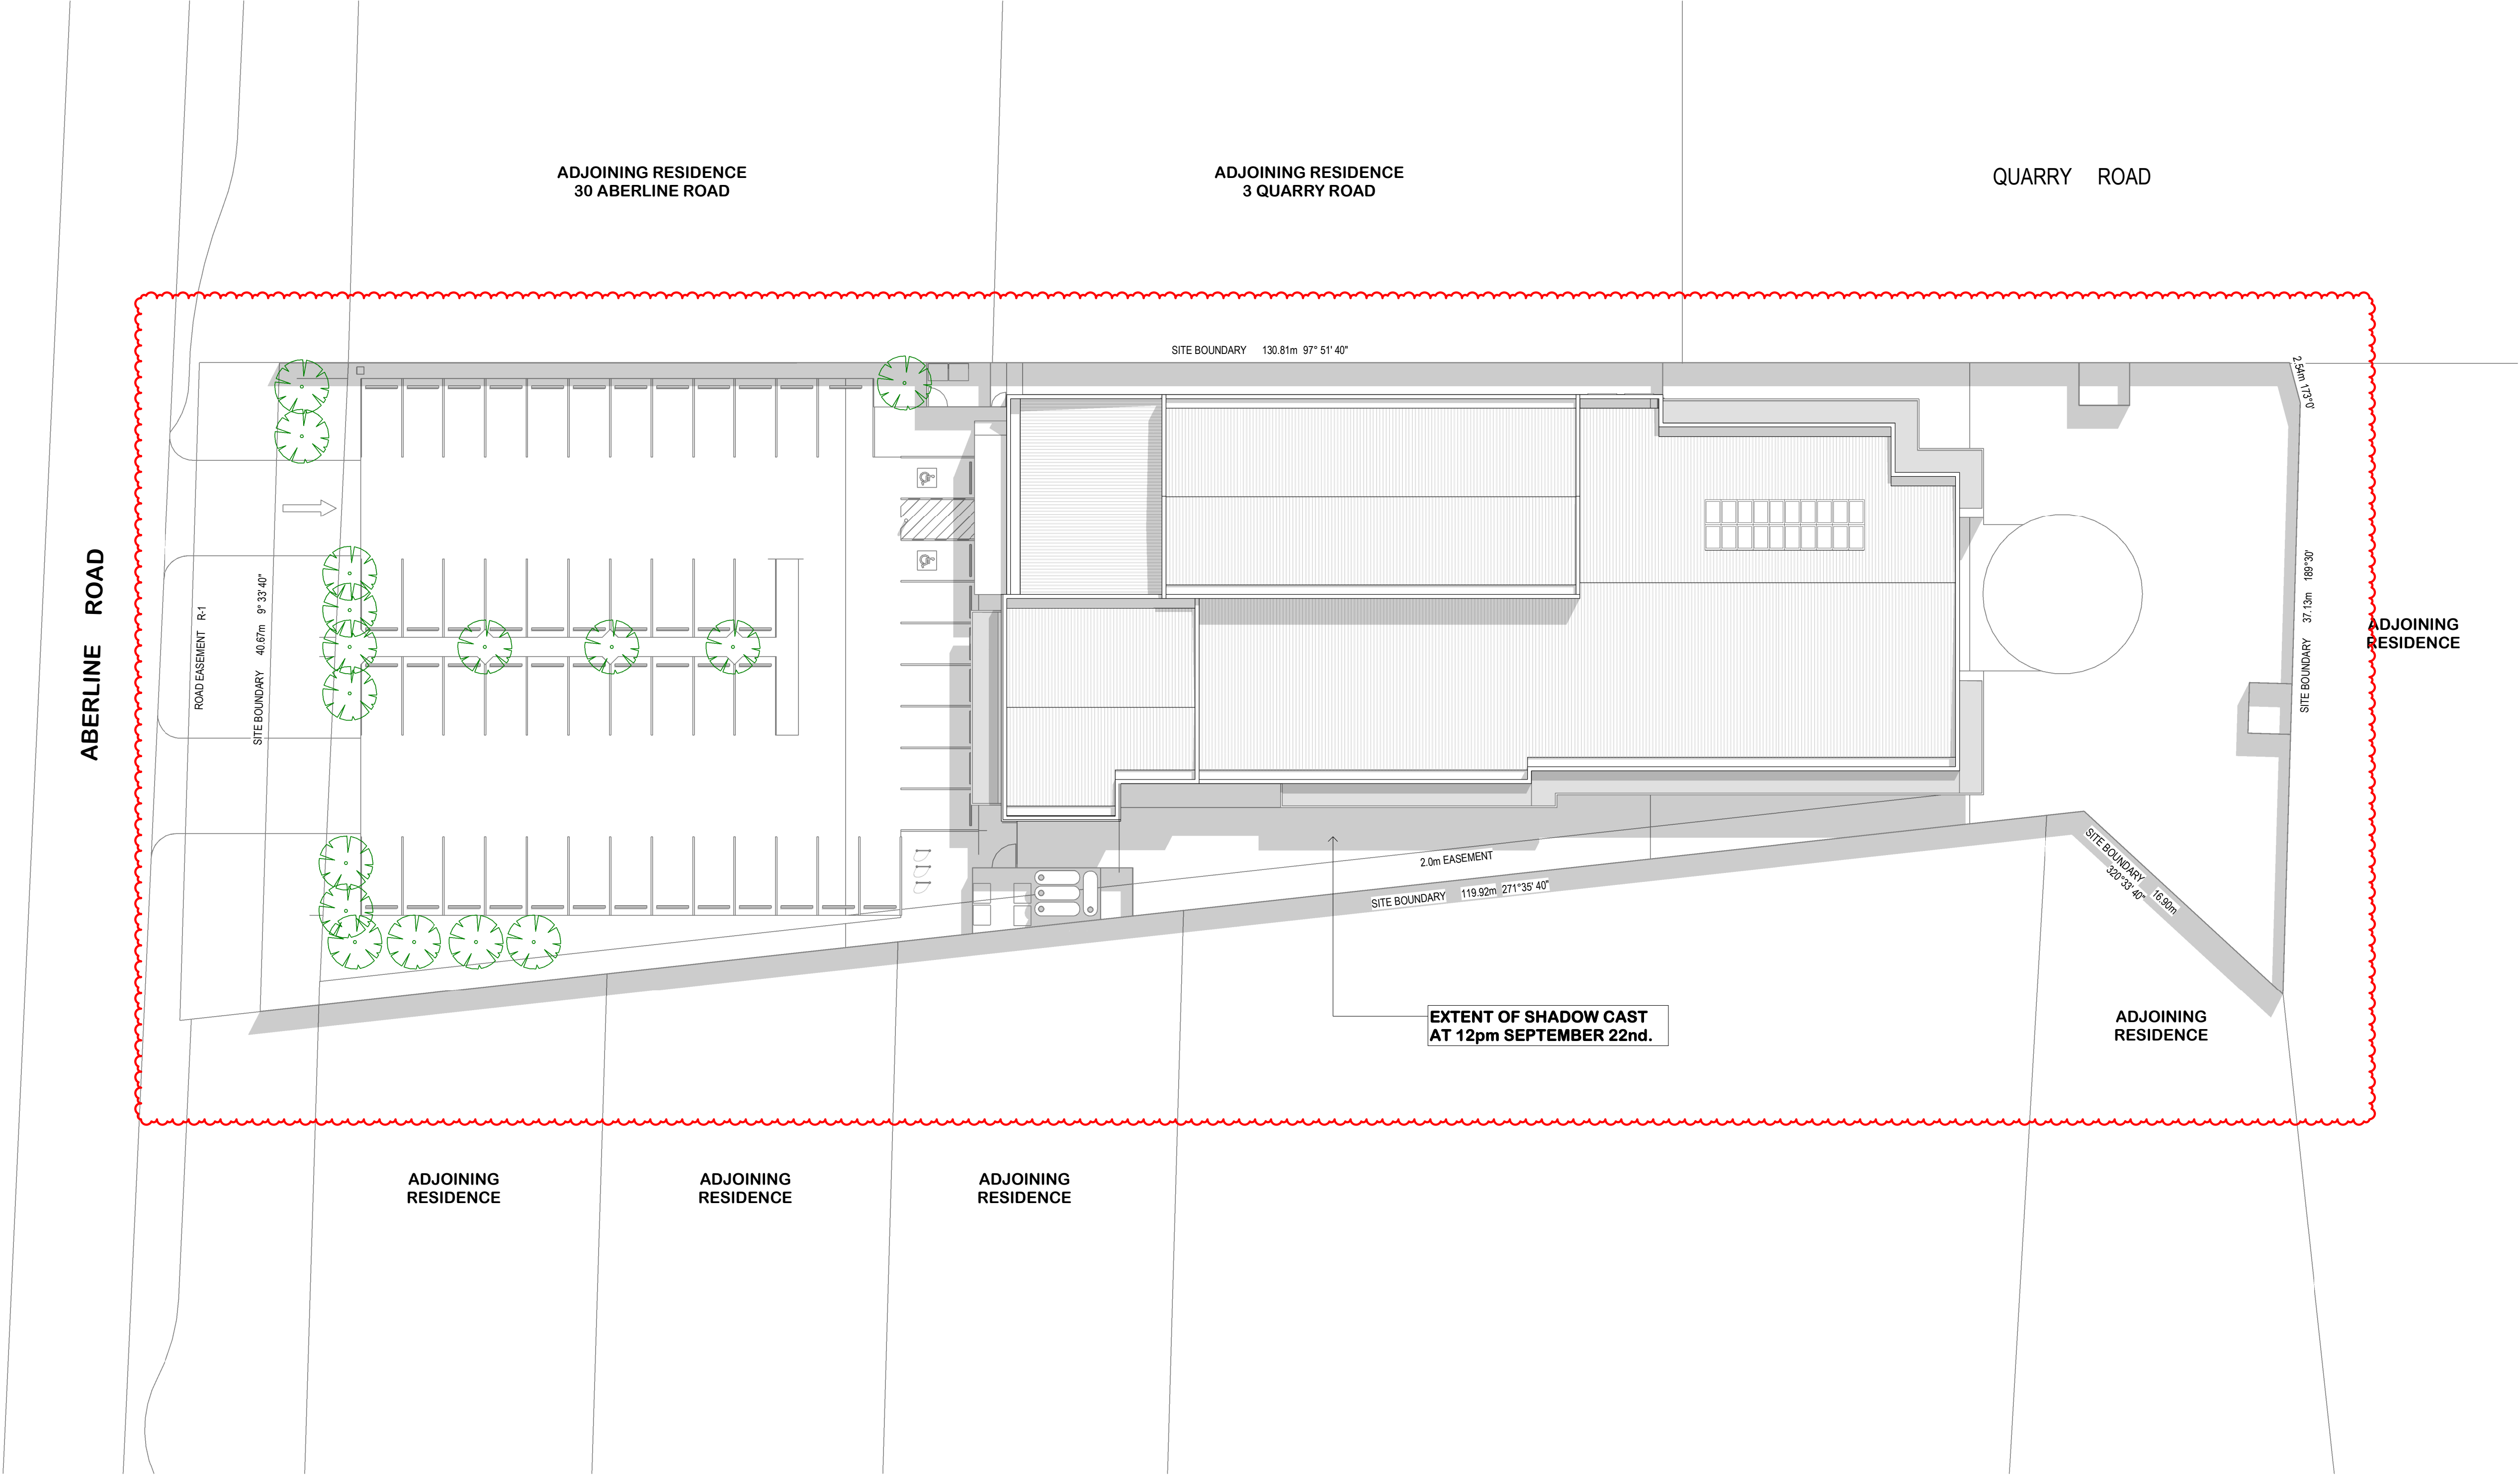 ADJOINING RESIDENCE
30 ABERLINE ROAD
ADJOINING RESIDENCE
3 QUARRY ROAD
QUARRY ROAD
SITE BOUNDARY 130.81m 97° 51' 40"
2.54m 173°0'
ABERLINE ROAD
ROAD EASEMENT R-1
SITE BOUNDARY 40.67m 9° 33' 40"
SITE BOUNDARY 37.13m 189°30'
ADJOINING
RESIDENCE
2.0m EASEMENT
SITE BOUNDARY 119.92m 271°35' 40"
SITE BOUNDARY 16.90m
320°33' 40"
EXTENT OF SHADOW CAST
AT 12pm SEPTEMBER 22nd.
ADJOINING
RESIDENCE
ADJOINING
RESIDENCE
ADJOINING
RESIDENCE
ADJOINING
RESIDENCE